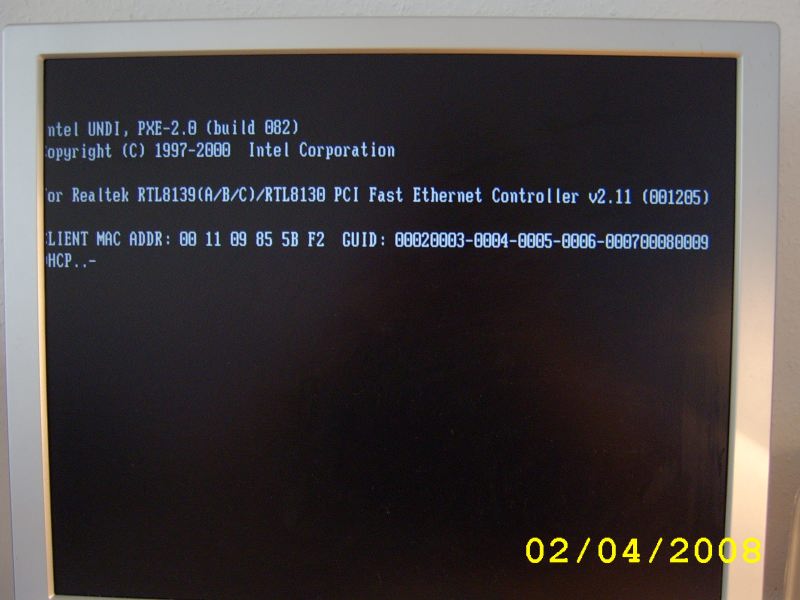 ntel UNDI, PXE-2.0 (build 082)
opyright (C) 1997-2000 Intel Corporation
or Realtek RTL8139(A/B/C)/RTL8130 PCI Fast Ethernet Controller v2.11 (001205)
LIENT MAC ADDR: 00 11 09 85 5B F2 GUID: 00020003-0004-0005-0006-000700080009
HCP..-
02/04/2008